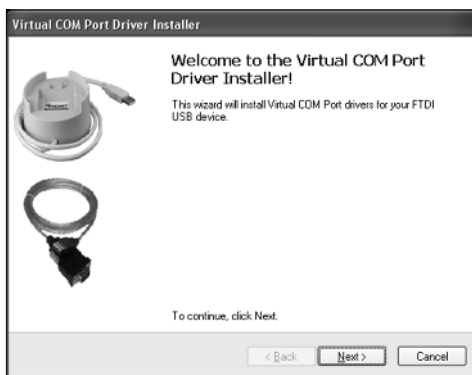 Virtual COM Port Driver Installer
Welcome to the Virtual COM Port
Driver Installer!
This wizard will install Virtual COM Port drivers for your FTDI
USB device.
To continue, click Next.
< Back
Next >
Cancel